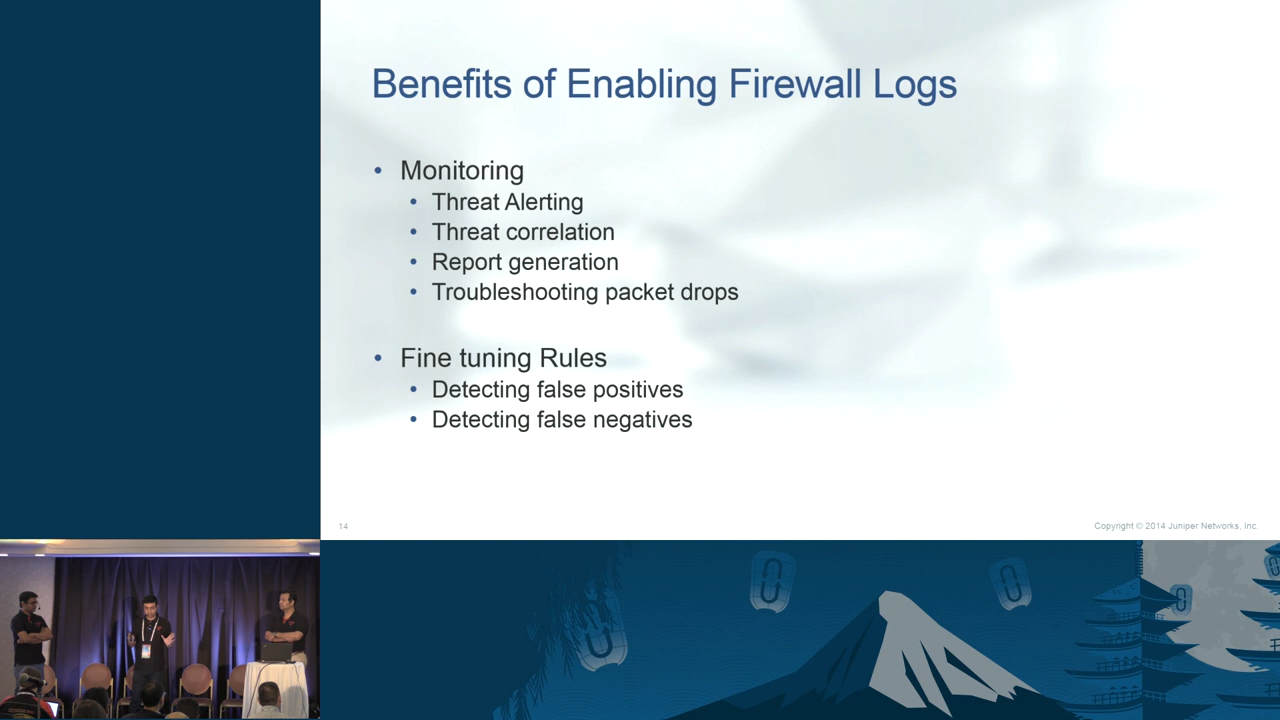 Benefits of Enabling Firewall Logs
• Monitoring
• Threat Alerting
• Threat correlation
• Report generation
• Troubleshooting packet drops
• Fine tuning Rules
• Detecting false positives
• Detecting false negatives
14
Copyright © 2014 Juniper Networks, Inc.